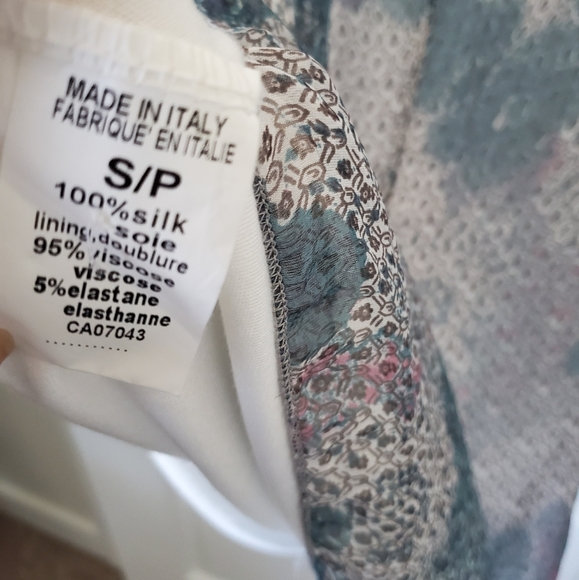 MADE IN ITALY
FABRIQUE' EN ITALIE
S/P
100%silk
soie
lining,doublure
95% viscose
viscose
5%elastane
elasthanne
CA07043
...........